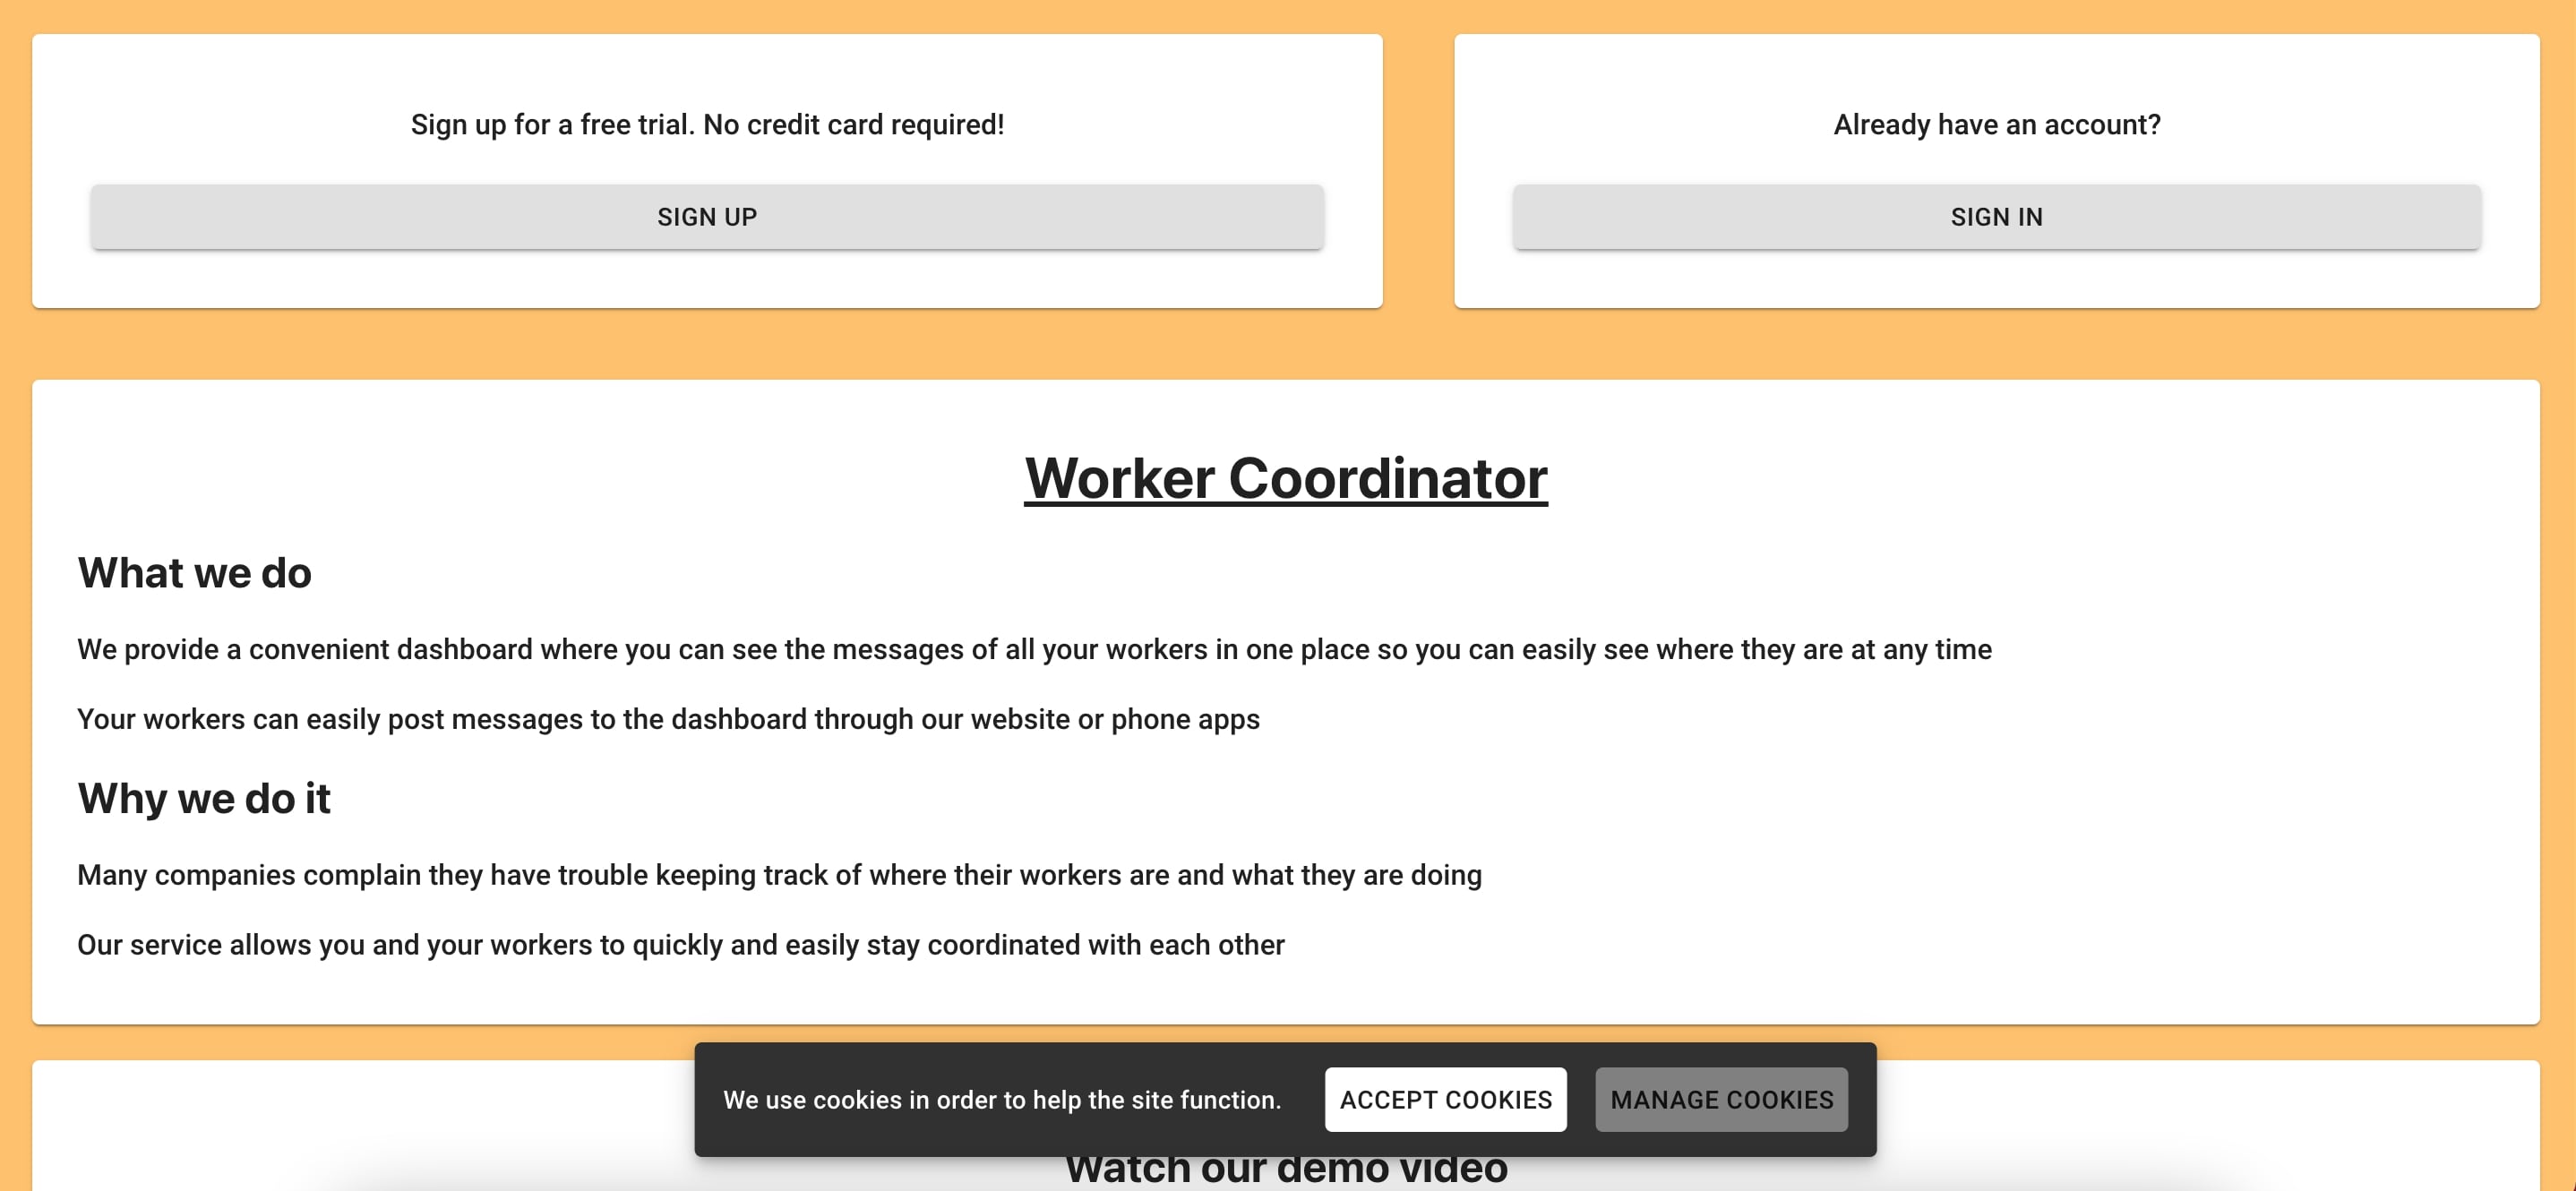 Sign up for a free trial. No credit card required!
SIGN UP
Already have an account?
SIGN IN
Worker Coordinator
What we do
We provide a convenient dashboard where you can see the messages of all your workers in one place so you can easily see where they are at any time
Your workers can easily post messages to the dashboard through our website or phone apps
Why we do it
Many companies complain they have trouble keeping track of where their workers are and what they are doing
Our service allows you and your workers to quickly and easily stay coordinated with each other
We use cookies in order to help the site function.
ACCEPT COOKIES
MANAGE COOKIES
Watch our demo video